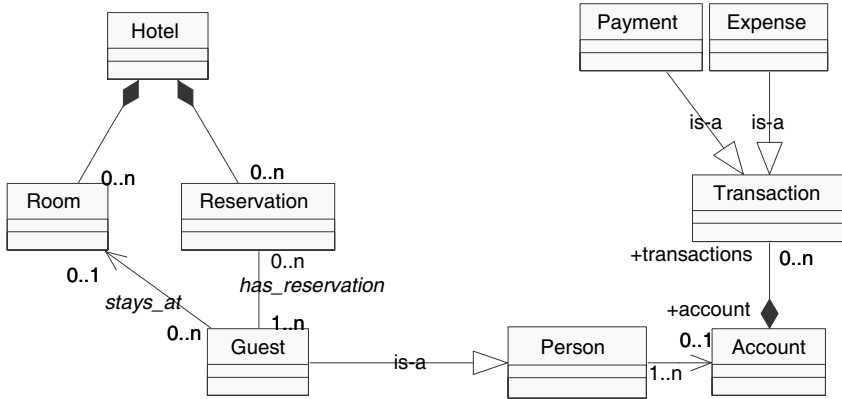 Hotel
Payment
Expense
is-a
is-a
0..n
0..n
Room
Reservation
Transaction
0..1
0..n
+transactions
0..n
stays_at
has_reservation
0..n
1..n
+account
0..1
Guest
is-a
Person
1..n
Account